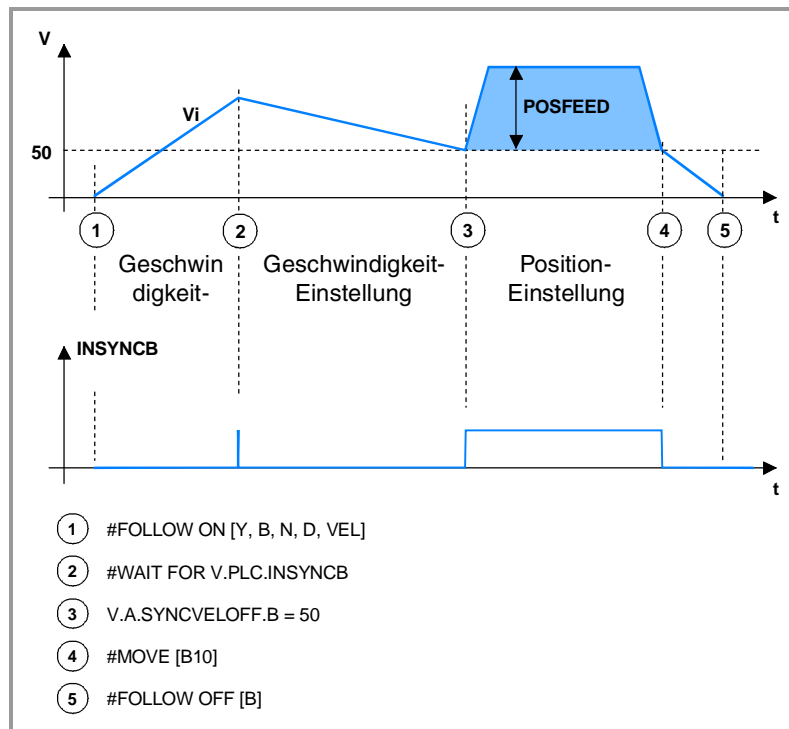 V
Vi
POSFEED
50
t
1 2 3 4 5
Geschwin
digkeit-
Geschwindigkeit-
Einstellung
Position-
Einstellung
INSYNCB
t
1 #FOLLOW ON [Y, B, N, D, VEL]
2 #WAIT FOR V.PLC.INSYNCB
3 V.A.SYNCVELOFF.B = 50
4 #MOVE [B10]
5 #FOLLOW OFF [B]